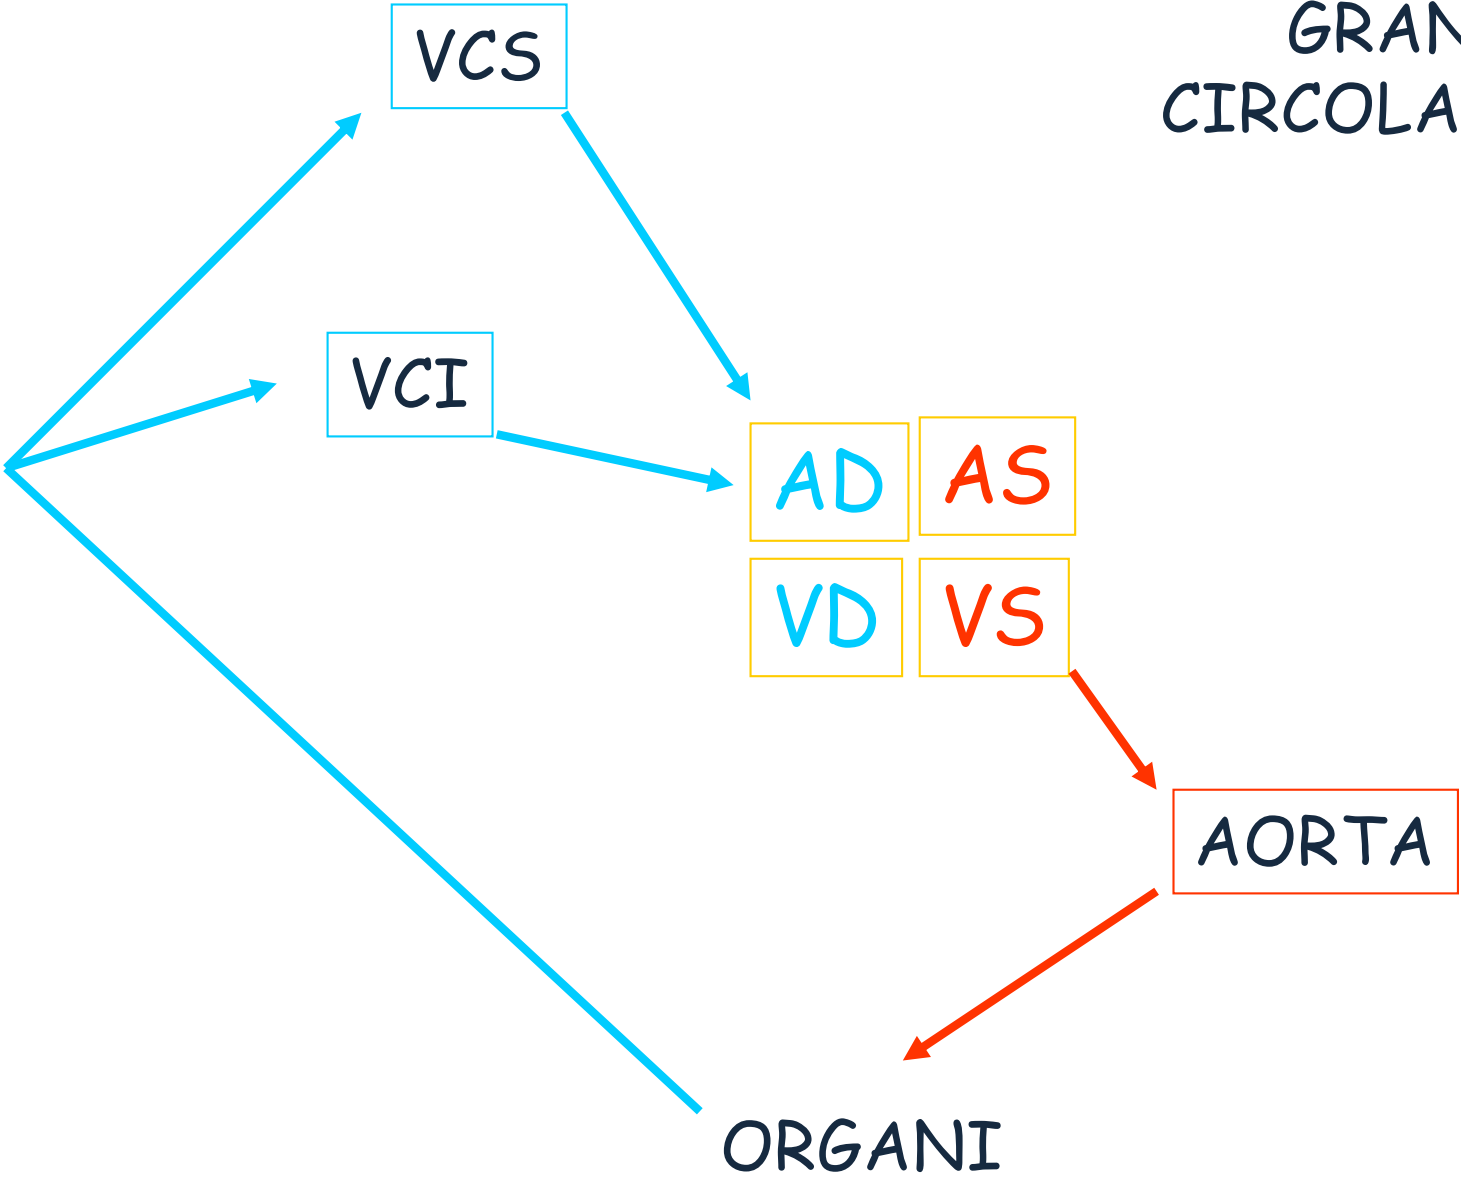 VCS
GRAN
CIRCOLA
VCI
AD
AS
VD
VS
AORTA
ORGANI